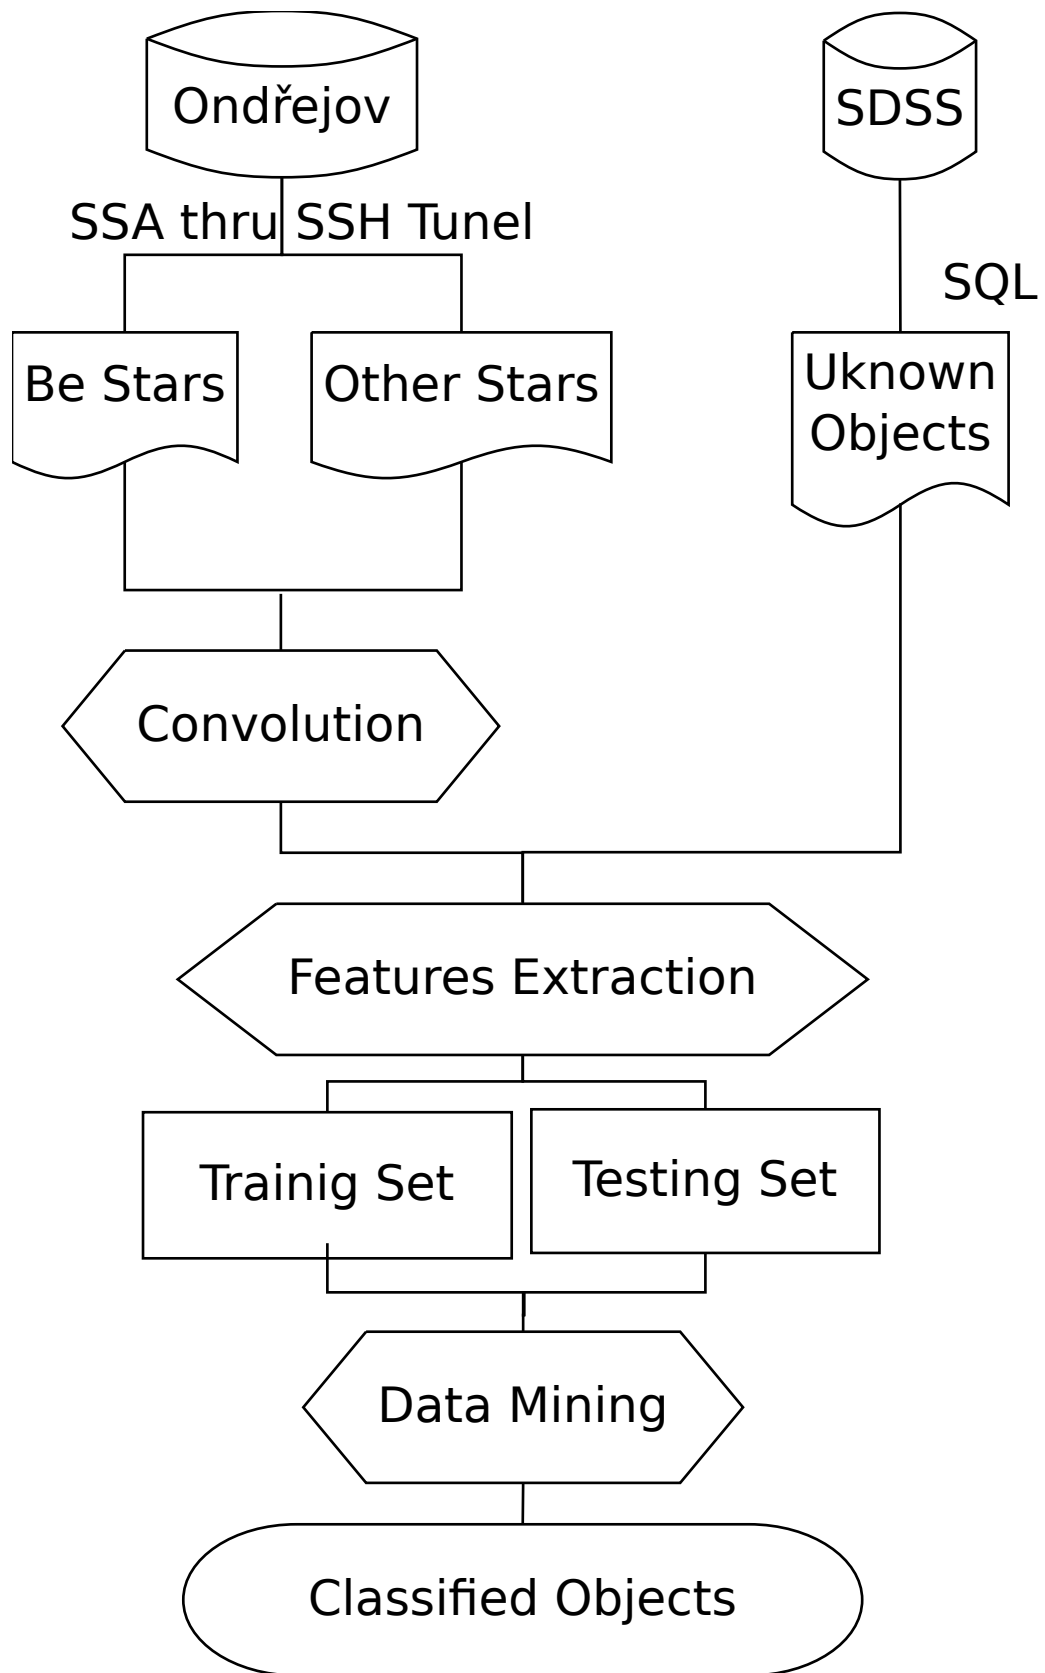 Ondřejov
SDSS
SSA thru SSH Tunel
SQL
Be Stars
Other Stars
Uknown
Objects
Convolution
Features Extraction
Trainig Set
Testing Set
Data Mining
Classified Objects